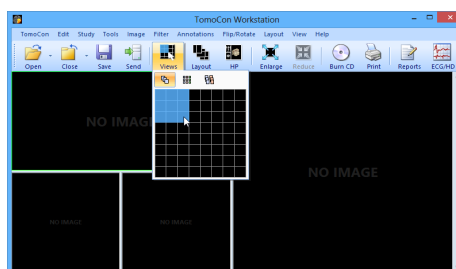 TomoCon Workstation
TomoCon Edit Study Tools Image Filter Annotations Flip/Rotate Layout View Help
Open Close Save Send Views Layout HP Enlarge Reduce Burn CD Print Reports ECG/HD
NO IMAG
NO IMAGE
NO IMAGE
NO IMAGE